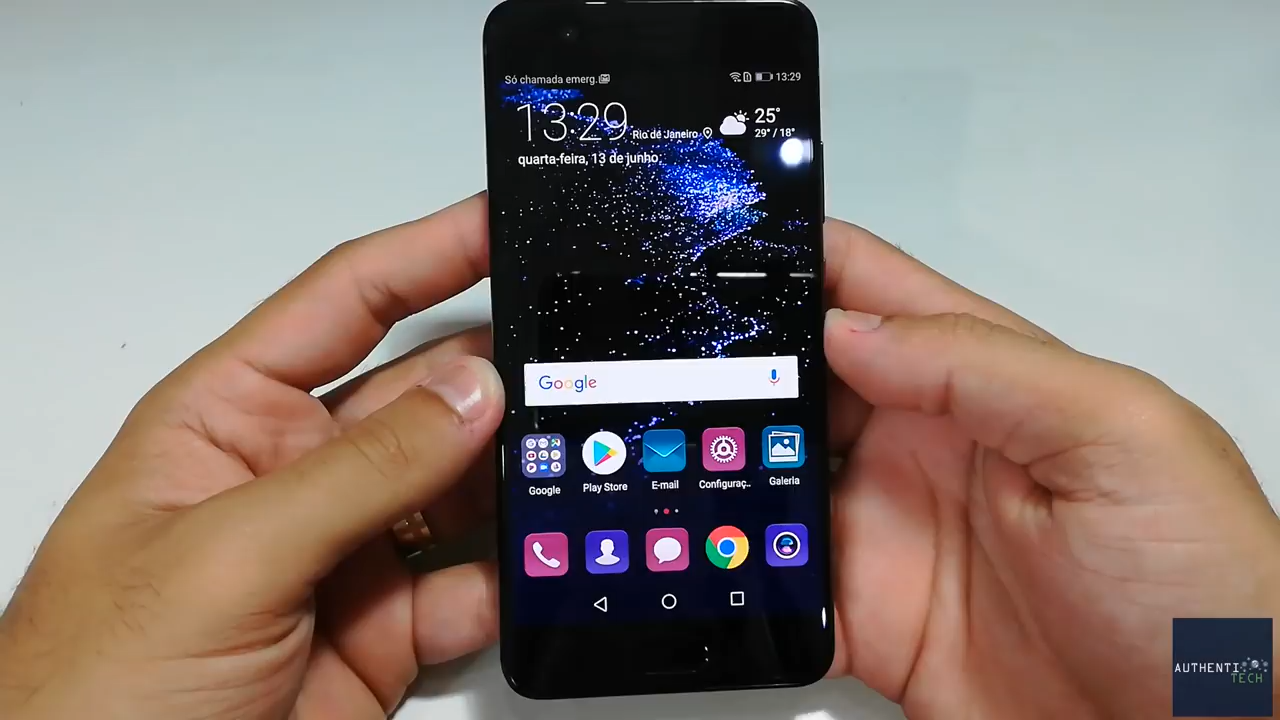 Só chamada emerg. 13:29
13:29
Rio de Janeiro 25°
29° / 18°
quarta-feira, 13 de junho
Google
Google Play Store E-mail Configuraç.. Galeria
AUTHENTI
TECH